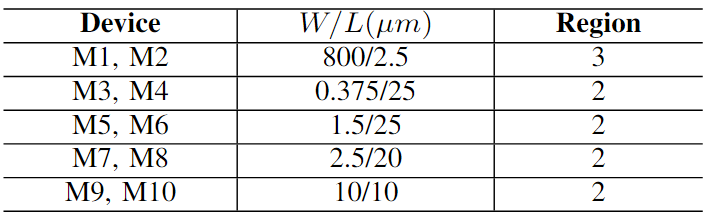 Device W/L(μm) Region
M1, M2 800/2.5 3
M3, M4 0.375/25 2
M5, M6 1.5/25 2
M7, M8 2.5/20 2
M9, M10 10/10 2